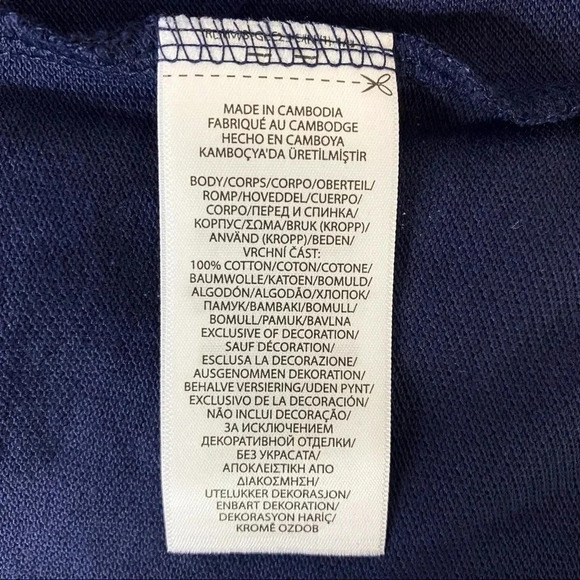 MADE IN CAMBODIA
FABRIQUÉ AU CAMBODGE
HECHO EN CAMBOYA
KAMBOÇYA'DA ÜRETİLMİŞTİR
BODY/CORPS/CORPO/OBERTEIL/
ROMP/HOVEDDEL/CUERPO/
CORPO/ПЕРЕД И СПИНКА/
КОРПУС/ΣΩΜΑ/BRUK (KROPP)/
ANVÄND (KROPP)/BEDEN/
VRCHNÍ ČÁST:
100% COTTON/COTON/COTONE/
BAUMWOLLE/KATOEN/BOMULD/
ALGODÓN/ALGODÃO/ХЛОПОК/
ПАМУК/ΒΑΜΒΑΚΙ/BOMULL/
BOMULL/PAMUK/BAVLNA
EXCLUSIVE OF DECORATION/
SAUF DÉCORATION/
ESCLUSA LA DECORAZIONE/
AUSGENOMMEN DEKORATION/
BEHALVE VERSIERING/UDEN PYNT/
EXCLUSIVO DE LA DECORACIÓN/
NÃO INCLUI DECORAÇÃO/
ЗА ИСКЛЮЧЕНИЕМ
ДЕКОРАТИВНОЙ ОТДЕЛКИ/
БЕЗ УКРАСАТА/
ΑΠΟΚΛΕΙΣΤΙΚΗ ΑΠΟ
ΔΙΑΚΟΣΜΗΣΗ/
UTELUKKER DEKORASJON/
ENBART DEKORATION/
DEKORASYON HARİÇ/
KROMĚ OZDOB